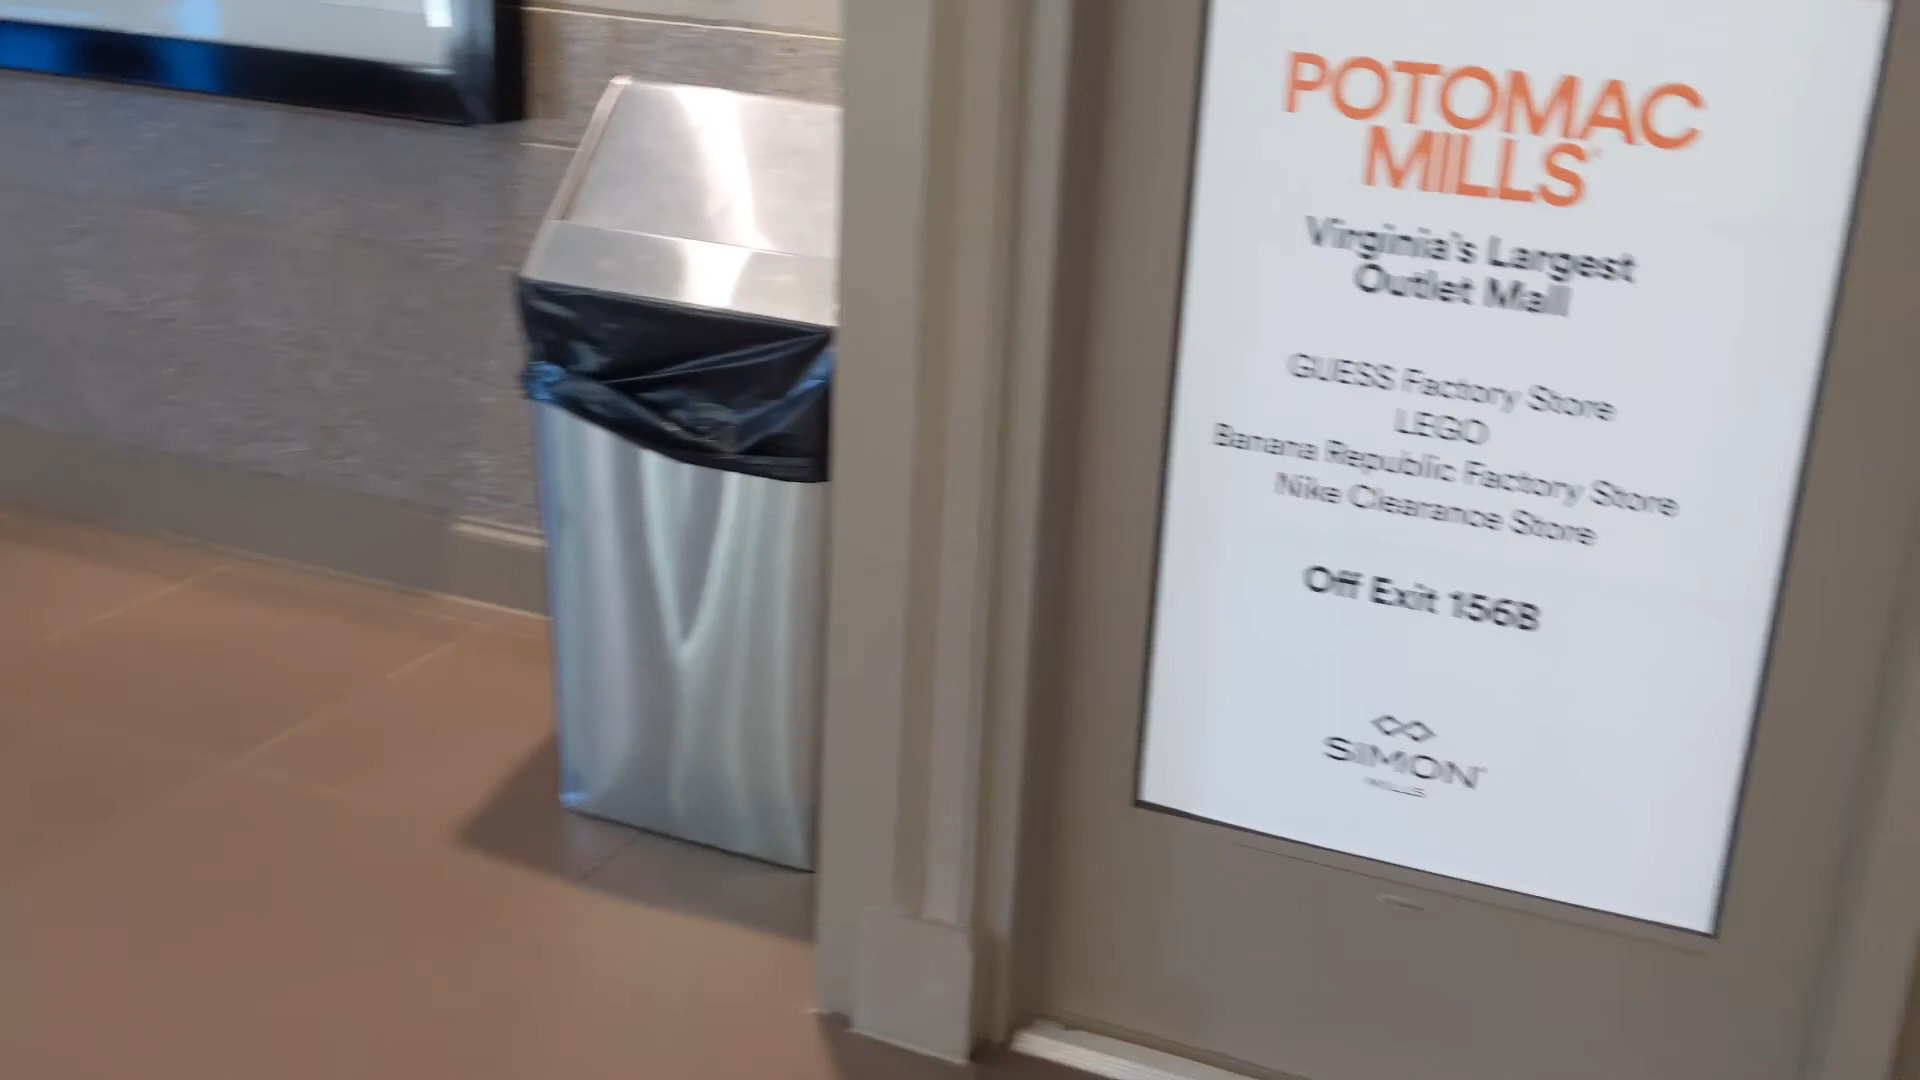 POTOMAC
MILLS
Virginia's Largest
Outlet Mall
GUESS Factory Store
LEGO
Banana Republic Factory Store
Nike Clearance Store
Off Exit 156B
SIMON
MILLS